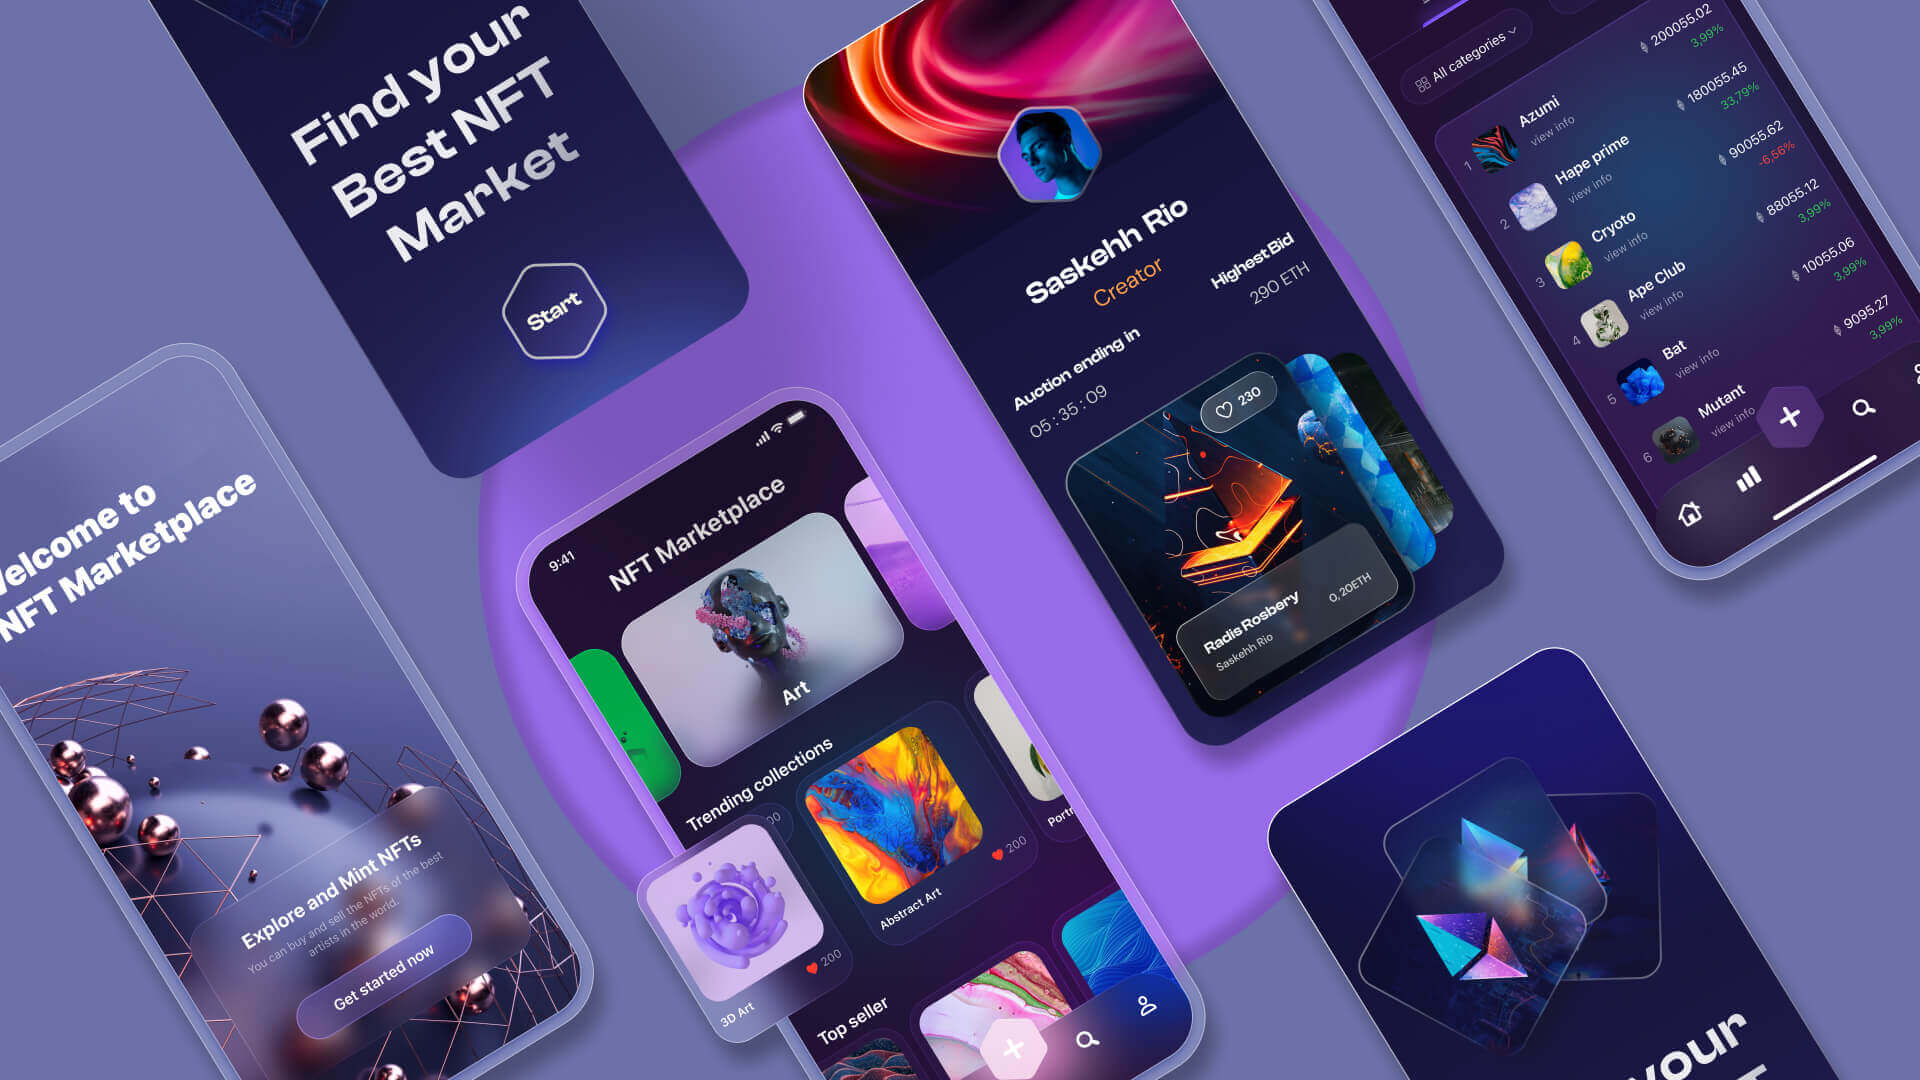 Find your
Best NFT
Market
Start
Welcome to
NFT Marketplace
Explore and Mint NFTs
You can buy and sell the NFTs of the best
artists in the world.
Get started now
9:41
NFT Marketplace
Art
Trending collections
200
3D Art
200
Abstract Art
Top seller
Saskehh Rio
Creator
Auction ending in
05 : 35 : 09
Highest Bid
290 ETH
230
Radis Rosbery
Saskehh Rio
0,20ETH
All categories
1
Azumi
view info
200055.02
3,99%
2
Hape prime
view info
180055.45
33,79%
3
Cryoto
view info
90055.62
-6,56%
4
Ape Club
view info
88055.12
3,99%
5
Bat
view info
10055.06
3,99%
6
Mutant
view info
9095.27
3,99%
your